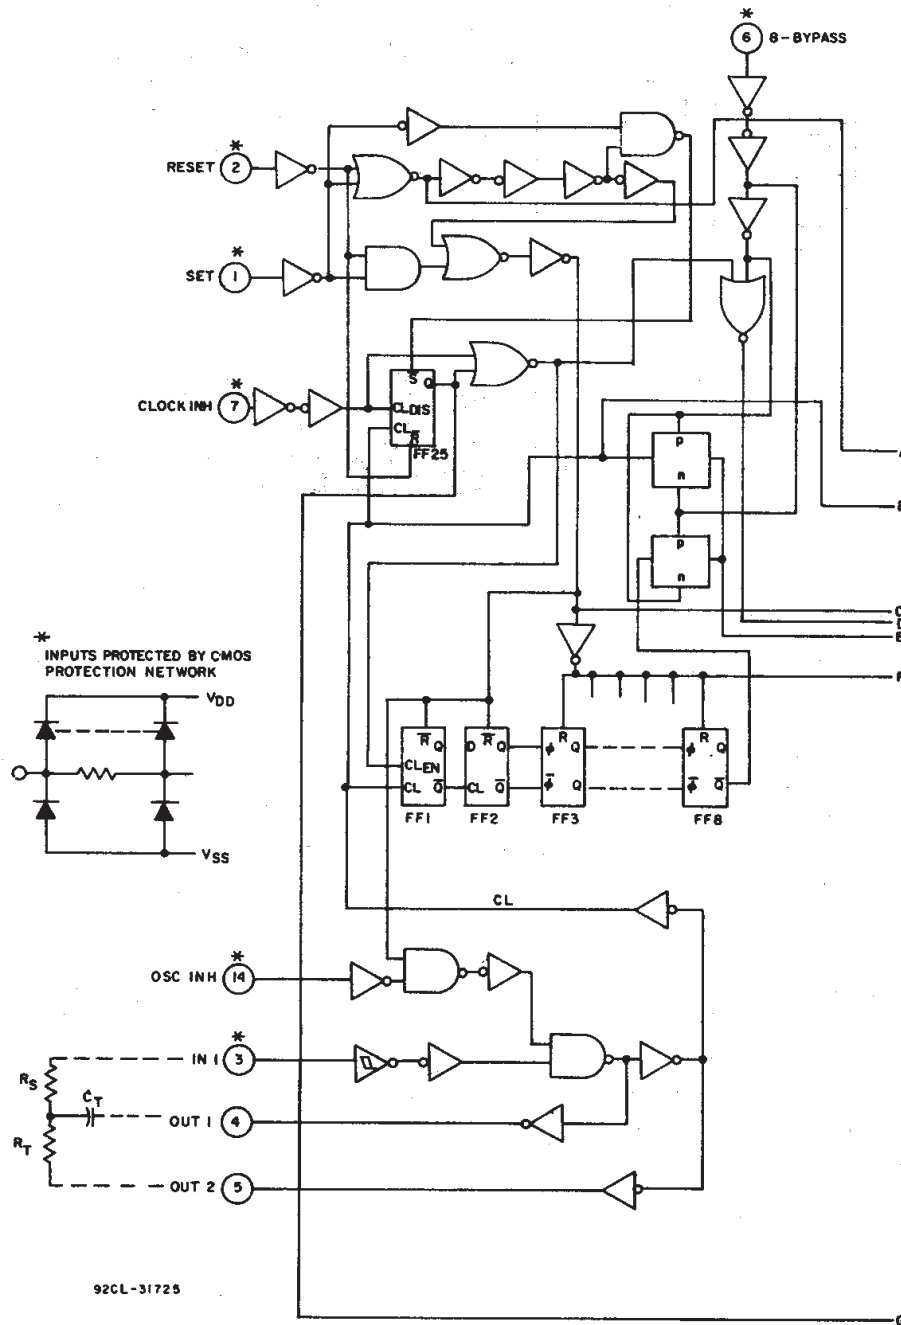 *
6 8-BYPASS
*
RESET 2
*
SET 1
*
CLOCK INH 7
S̅ Q
CL DIS
CL
R̅
FF25
p
n
p
n
A
C
D
E
F
*
INPUTS PROTECTED BY CMOS
PROTECTION NETWORK
VDD
VSS
R̅ Q
CL EN
CL Q̅
FF1
D R̅ Q
CL Q̅
FF2
R
ϕ Q
ϕ̅ Q
FF3
R
ϕ Q
ϕ̅ Q̅
FF8
CL
*
OSC INH 14
*
IN 1 3
RS
CT
OUT 1 4
RT
OUT 2 5
92CL-31725
G